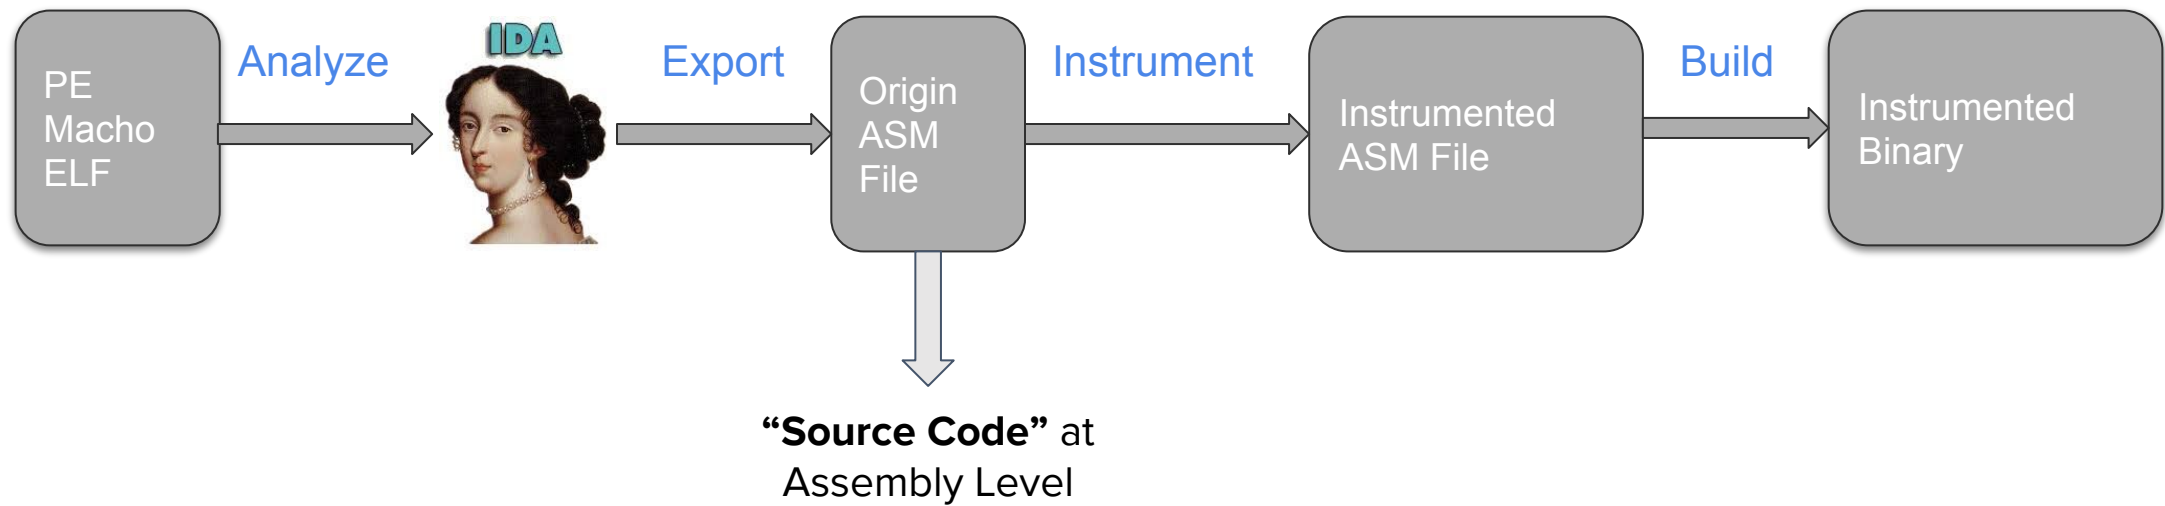 PE
Macho
ELF
Analyze
IDA
Export
Origin
ASM
File
Instrument
Instrumented
ASM File
Build
Instrumented
Binary
“Source Code” at
Assembly Level